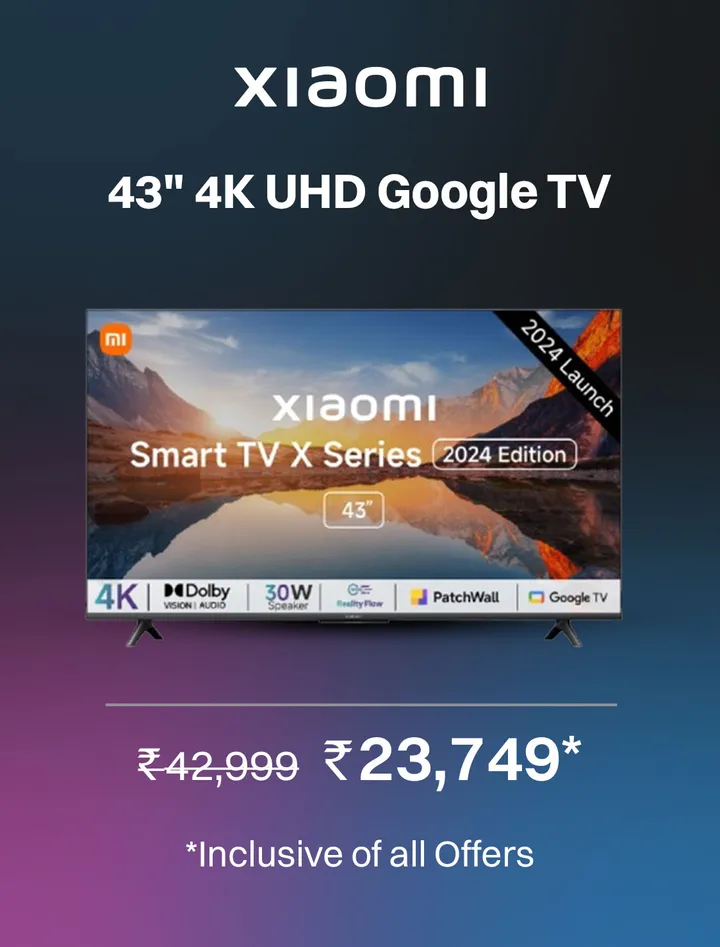 xiaomi
43" 4K UHD Google TV
mi
2024 Launch
xiaomi
Smart TV X Series 2024 Edition
43”
4K Dolby VISION | AUDIO 30W Speaker Reality Flow PatchWall Google TV
₹42,999 ₹23,749*
*Inclusive of all Offers